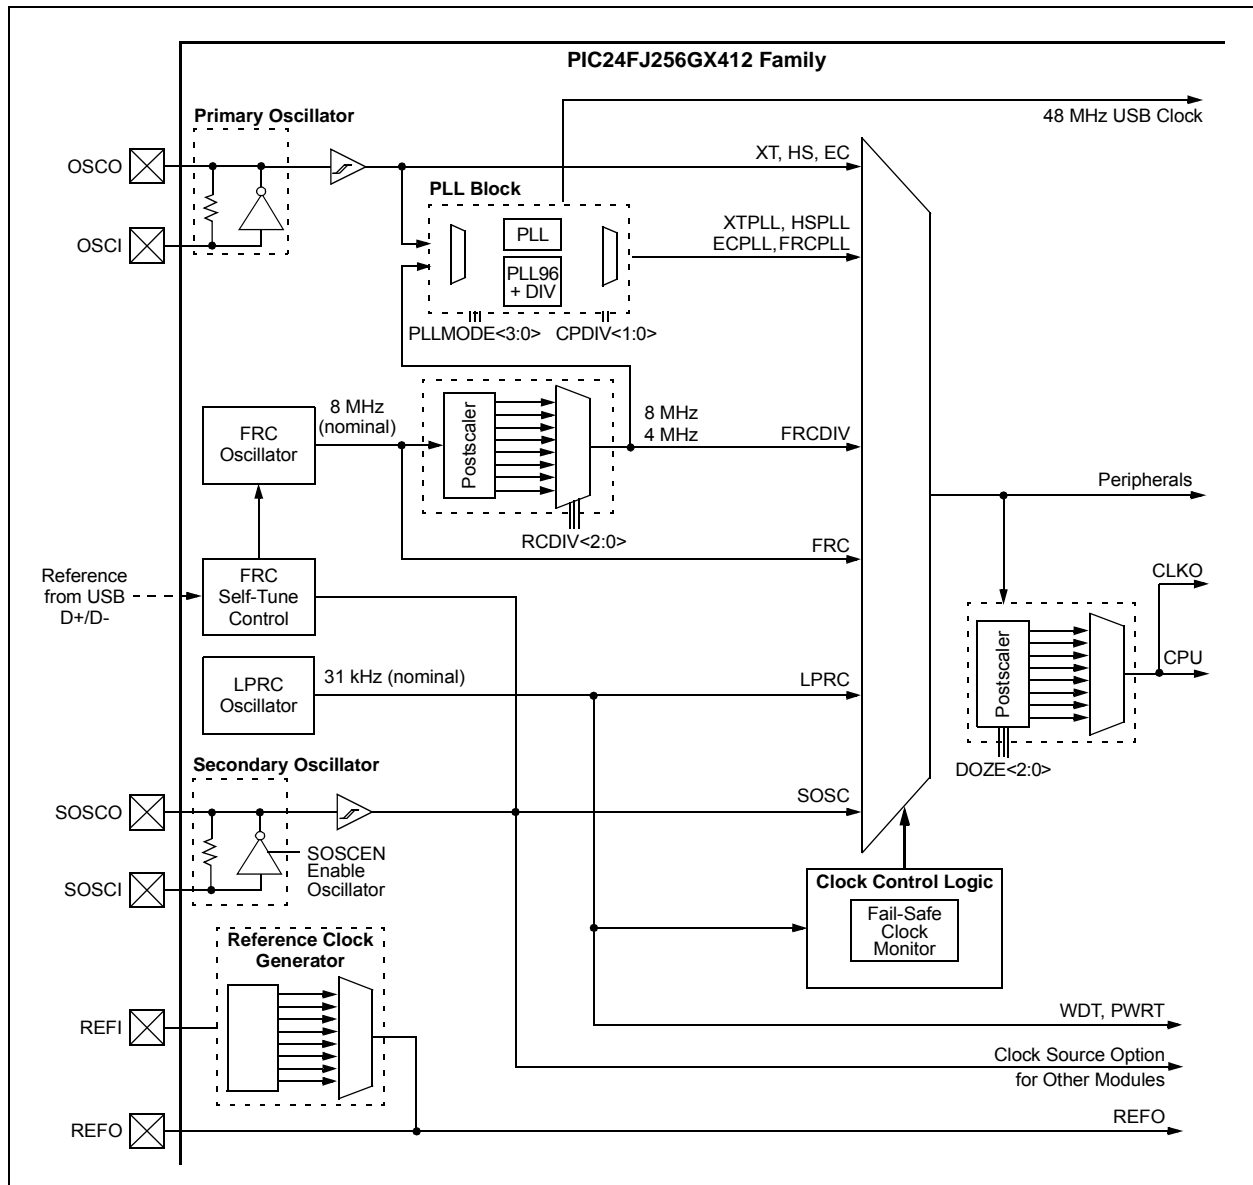 PIC24FJ256GX412 Family
Primary Oscillator
48 MHz USB Clock
OSCO
XT, HS, EC
PLL Block
OSCI
PLL
XTPLL, HSPLL
ECPLL,FRCPLL
PLL96
+ DIV
PLLMODE<3:0>
CPDIV<1:0>
FRC
Oscillator
8 MHz
(nominal)
Postscaler
8 MHz
4 MHz
FRCDIV
Peripherals
RCDIV<2:0>
FRC
Reference
from USB
D+/D-
FRC
Self-Tune
Control
CLKO
Postscaler
CPU
LPRC
Oscillator
31 kHz (nominal)
LPRC
DOZE<2:0>
Secondary Oscillator
SOSCO
SOSC
SOSCEN
Enable
Oscillator
SOSCI
Clock Control Logic
Fail-Safe
Clock
Monitor
Reference Clock
Generator
REFI
WDT, PWRT
Clock Source Option
for Other Modules
REFO
REFO